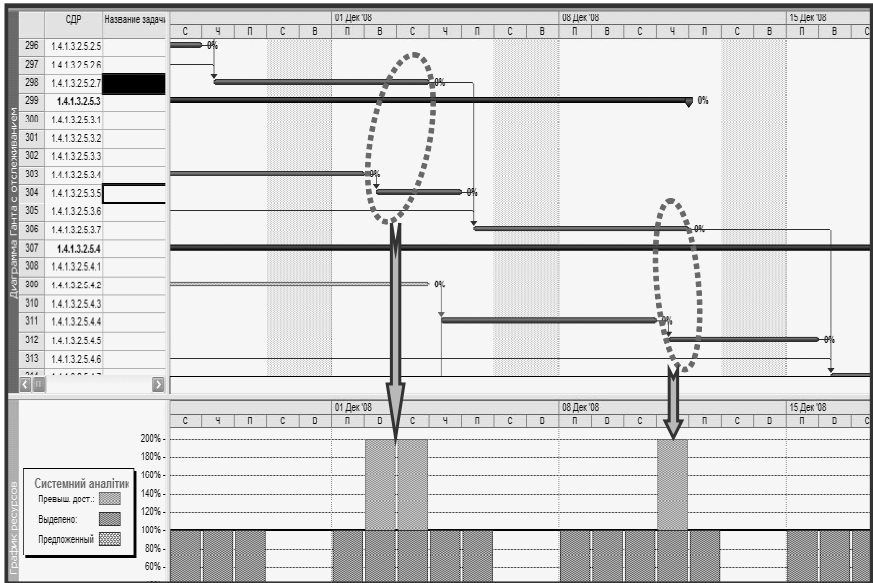 СДР Название задачи
01 Дек '08 08 Дек '08 15 Дек '08
С Ч П С В П В С Ч П С В П В С Ч П С В П В С
296 1.4.1.3.2.5.2.5 0%
297 1.4.1.3.2.5.2.6
298 1.4.1.3.2.5.2.7 0%
299 1.4.1.3.2.5.3 0%
300 1.4.1.3.2.5.3.1
301 1.4.1.3.2.5.3.2
302 1.4.1.3.2.5.3.3
303 1.4.1.3.2.5.3.4 0%
304 1.4.1.3.2.5.3.5 0%
305 1.4.1.3.2.5.3.6
306 1.4.1.3.2.5.3.7 0%
307 1.4.1.3.2.5.4
308 1.4.1.3.2.5.4.1
309 1.4.1.3.2.5.4.2 0%
310 1.4.1.3.2.5.4.3
311 1.4.1.3.2.5.4.4 0%
312 1.4.1.3.2.5.4.5 0%
313 1.4.1.3.2.5.4.6
Диаграмма Ганта с отслеживанием
01 Дек '08 08 Дек '08 15 Дек '08
С Ч П С D П D С Ч П С D П D С Ч П С D П D С
200%
180%
160%
140%
120%
100%
80%
60%
Системний аналітик
Превыш. дост.:
Выделено:
Предложенный
График ресурсов